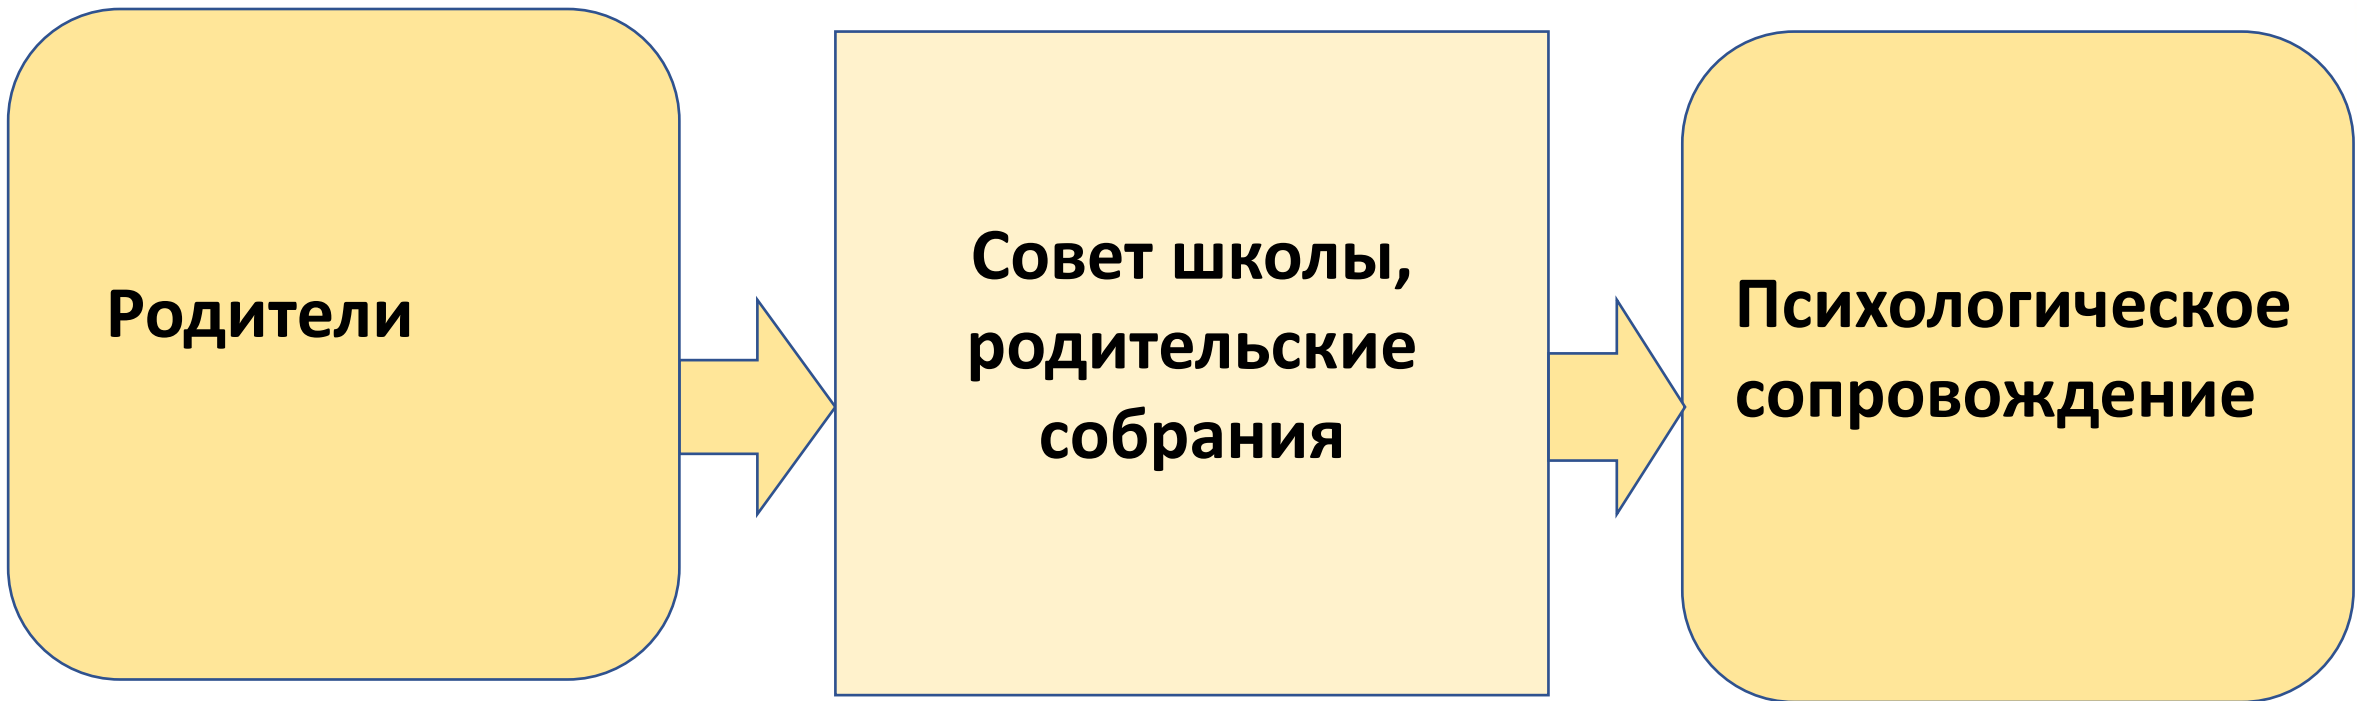 Родители
Совет школы,
родительские
собрания
Психологическое
сопровождение